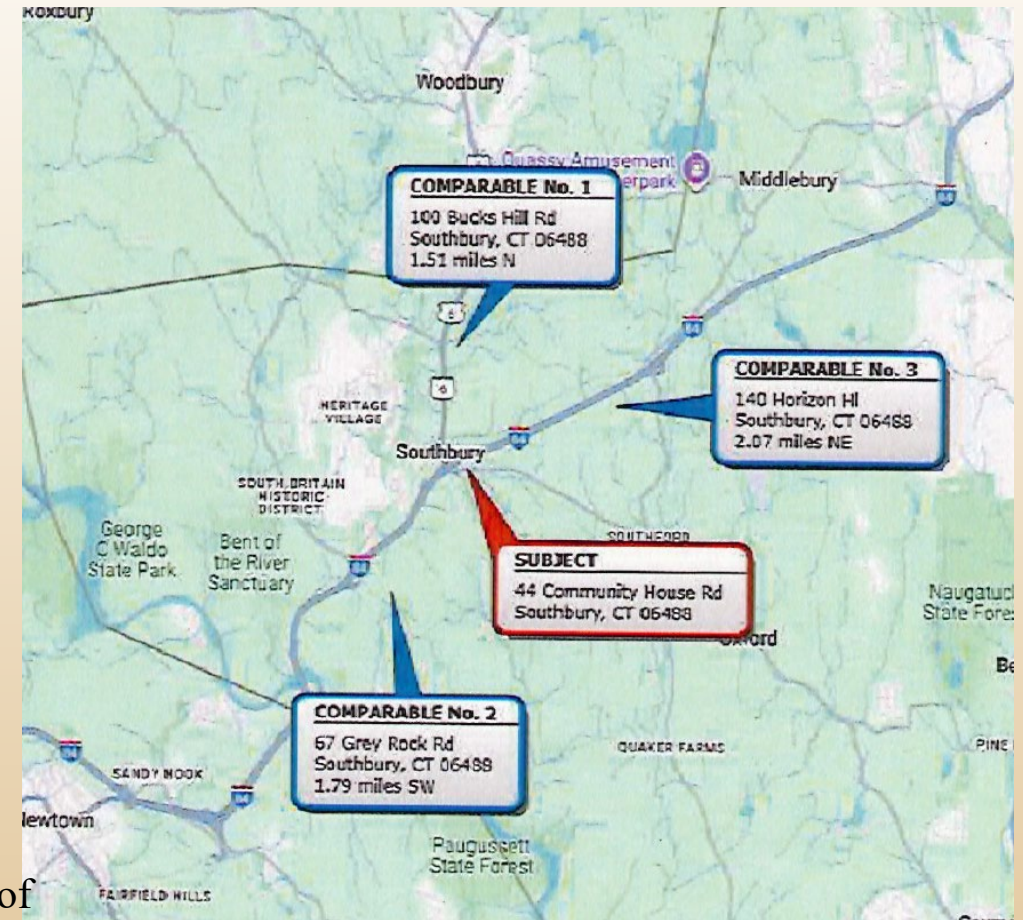 Roxbury
Woodbury
Quassy Amusement
erpark
Middlebury
84
COMPARABLE No. 1
100 Bucks Hill Rd
Southbury, CT 06488
1.51 miles N
6
84
COMPARABLE No. 3
140 Horizon Hl
Southbury, CT 06488
2.07 miles NE
6
HERITAGE
VILLAGE
84
Southbury
SOUTH BRITAIN
HISTORIC
DISTRICT
George
C Waldo
State Park
Bent of
the River
Sanctuary
84
SOUTHFORD
SUBJECT
44 Community House Rd
Southbury, CT 06488
Naugatuc
State Fore
Oxford
Be
COMPARABLE No. 2
67 Grey Rock Rd
Southbury, CT 06488
1.79 miles SW
84
QUAKER FARMS
PINE
SANDY HOOK
84
Newtown
Paugussett
State Forest
of
FAIRFIELD HILLS